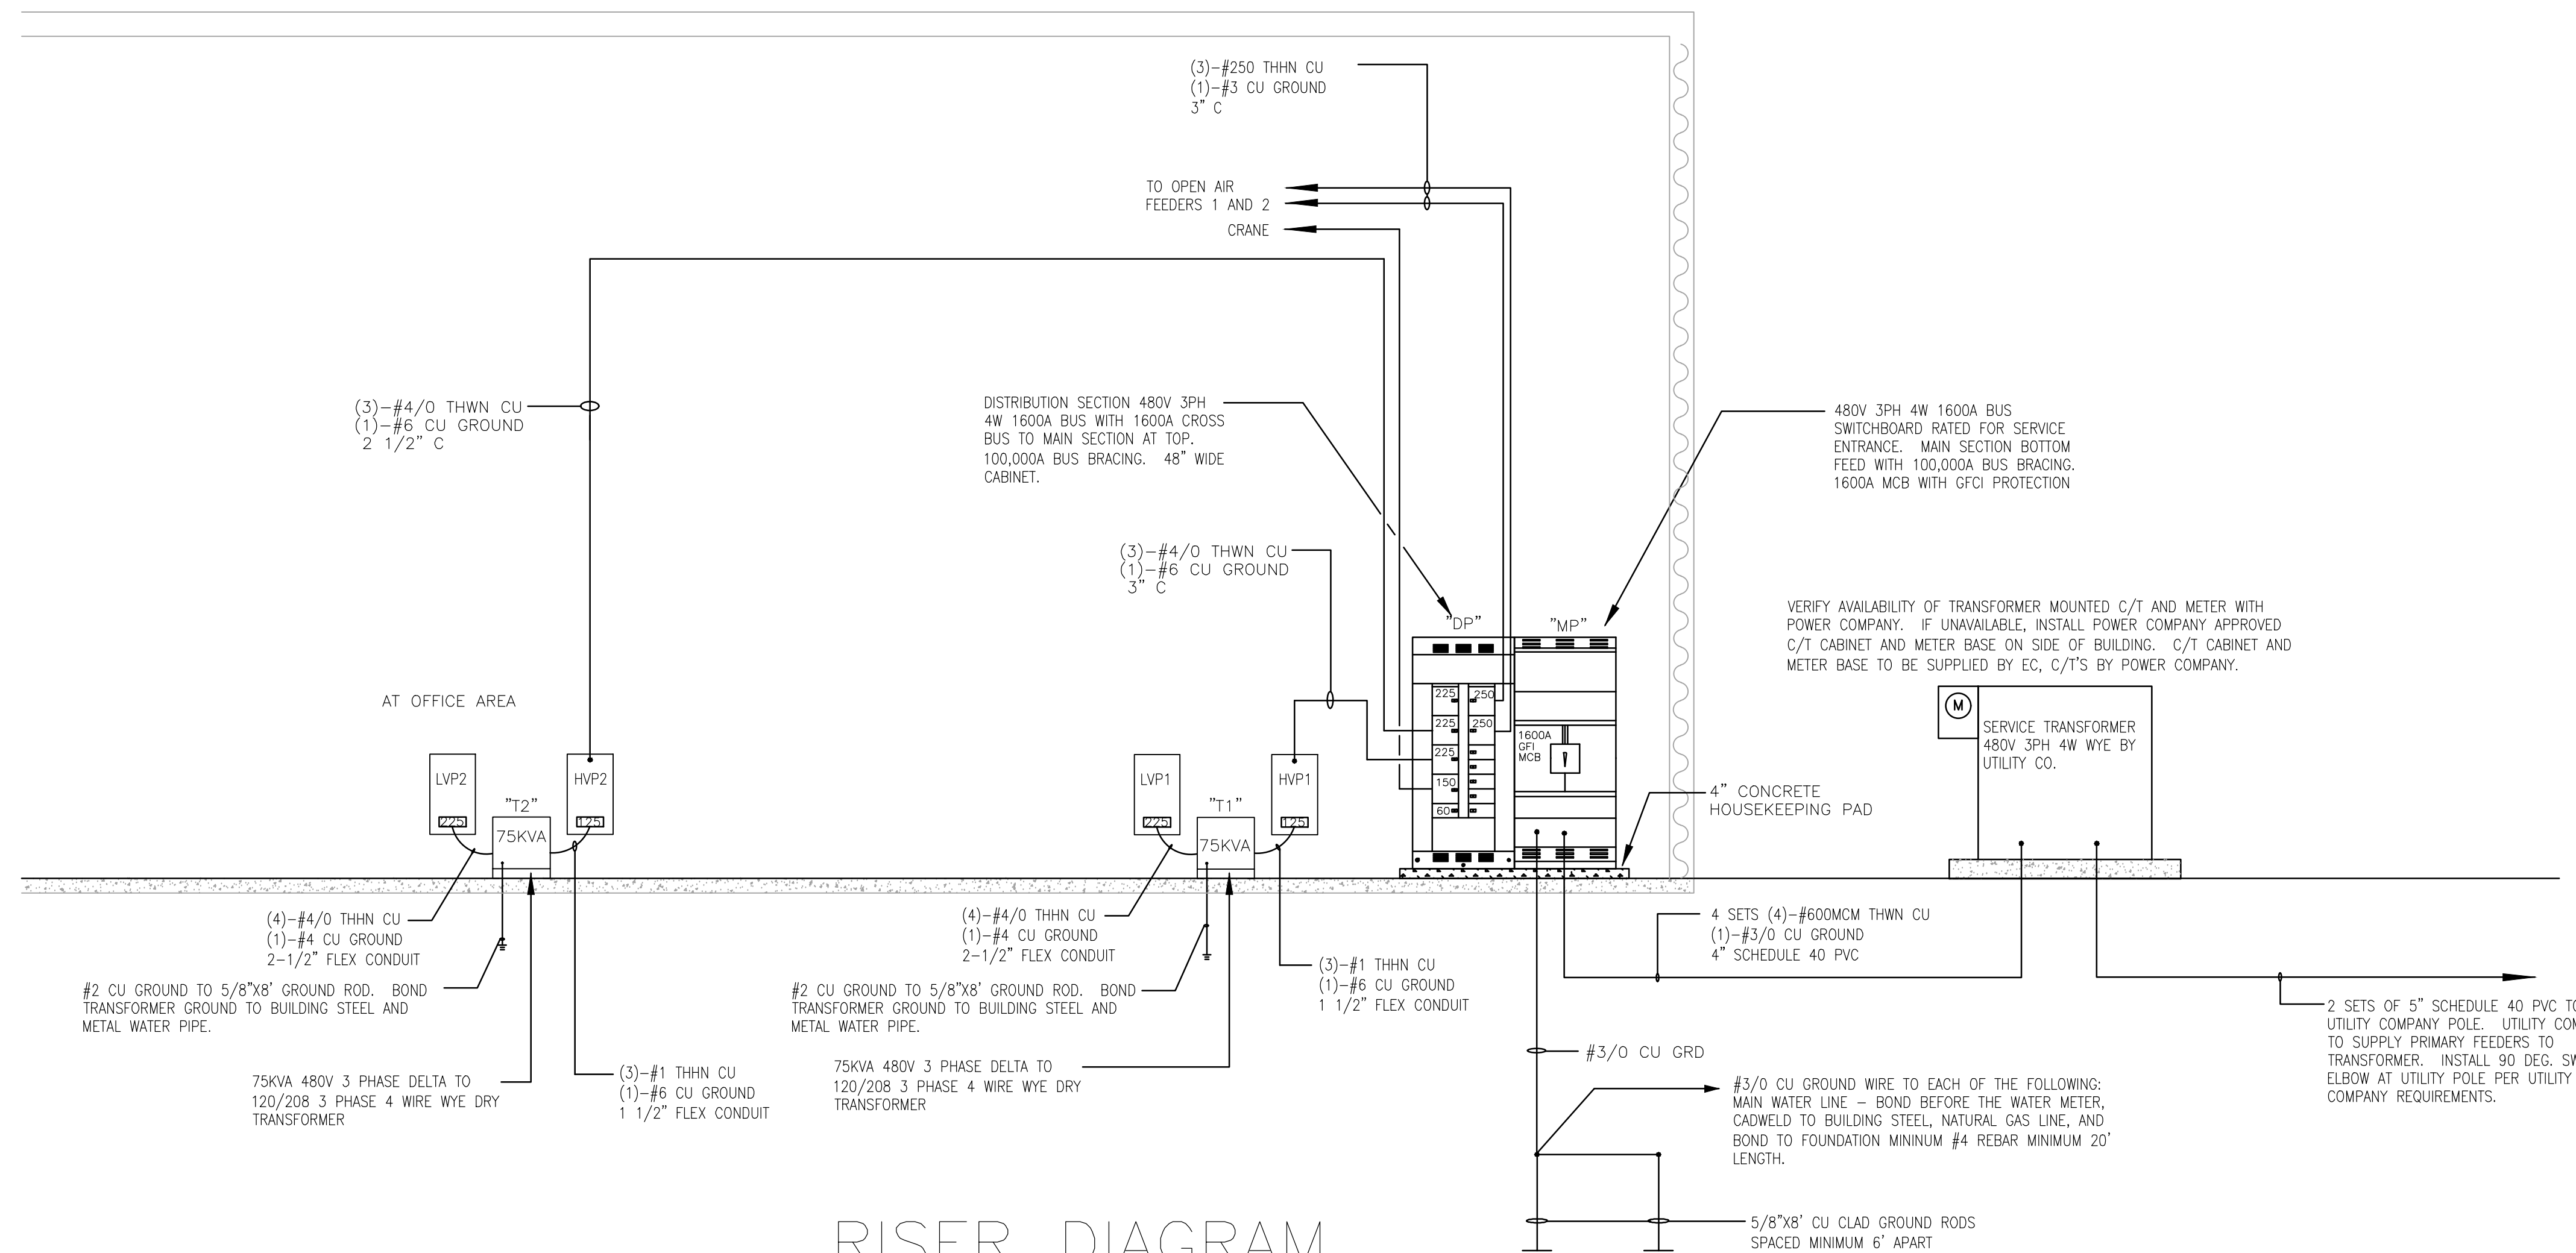 (3)-#250 THHN CU
(1)-#3 CU GROUND
3" C
TO OPEN AIR
FEEDERS 1 AND 2
CRANE
(3)-#4/0 THWN CU
(1)-#6 CU GROUND
2 1/2" C
DISTRIBUTION SECTION 480V 3PH
4W 1600A BUS WITH 1600A CROSS
BUS TO MAIN SECTION AT TOP.
100,000A BUS BRACING. 48" WIDE
CABINET.
480V 3PH 4W 1600A BUS
SWITCHBOARD RATED FOR SERVICE
ENTRANCE. MAIN SECTION BOTTOM
FEED WITH 100,000A BUS BRACING.
1600A MCB WITH GFCI PROTECTION
(3)-#4/0 THWN CU
(1)-#6 CU GROUND
3" C
VERIFY AVAILABILITY OF TRANSFORMER MOUNTED C/T AND METER WITH
POWER COMPANY. IF UNAVAILABLE, INSTALL POWER COMPANY APPROVED
C/T CABINET AND METER BASE ON SIDE OF BUILDING. C/T CABINET AND
METER BASE TO BE SUPPLIED BY EC, C/T'S BY POWER COMPANY.
"DP"
"MP"
225
250
225
250
225
150
60
1600A
GFI
MCB
M
SERVICE TRANSFORMER
480V 3PH 4W WYE BY
UTILITY CO.
AT OFFICE AREA
LVP2
225
"T2"
75KVA
HVP2
125
LVP1
225
"T1"
75KVA
HVP1
125
4" CONCRETE
HOUSEKEEPING PAD
(4)-#4/0 THHN CU
(1)-#4 CU GROUND
2-1/2" FLEX CONDUIT
#2 CU GROUND TO 5/8"X8' GROUND ROD. BOND
TRANSFORMER GROUND TO BUILDING STEEL AND
METAL WATER PIPE.
75KVA 480V 3 PHASE DELTA TO
120/208 3 PHASE 4 WIRE WYE DRY
TRANSFORMER
(3)-#1 THHN CU
(1)-#6 CU GROUND
1 1/2" FLEX CONDUIT
(4)-#4/0 THHN CU
(1)-#4 CU GROUND
2-1/2" FLEX CONDUIT
#2 CU GROUND TO 5/8"X8' GROUND ROD. BOND
TRANSFORMER GROUND TO BUILDING STEEL AND
METAL WATER PIPE.
75KVA 480V 3 PHASE DELTA TO
120/208 3 PHASE 4 WIRE WYE DRY
TRANSFORMER
(3)-#1 THHN CU
(1)-#6 CU GROUND
1 1/2" FLEX CONDUIT
4 SETS (4)-#600MCM THWN CU
(1)-#3/0 CU GROUND
4" SCHEDULE 40 PVC
#3/0 CU GRD
#3/0 CU GROUND WIRE TO EACH OF THE FOLLOWING:
MAIN WATER LINE – BOND BEFORE THE WATER METER,
CADWELD TO BUILDING STEEL, NATURAL GAS LINE, AND
BOND TO FOUNDATION MININUM #4 REBAR MINIMUM 20'
LENGTH.
5/8"X8' CU CLAD GROUND RODS
SPACED MINIMUM 6' APART
2 SETS OF 5" SCHEDULE 40 PVC
UTILITY COMPANY POLE. UTILITY
TO SUPPLY PRIMARY FEEDERS TO
TRANSFORMER. INSTALL 90 DEG.
ELBOW AT UTILITY POLE PER UTILITY
COMPANY REQUIREMENTS.
RISER DIAGRAM